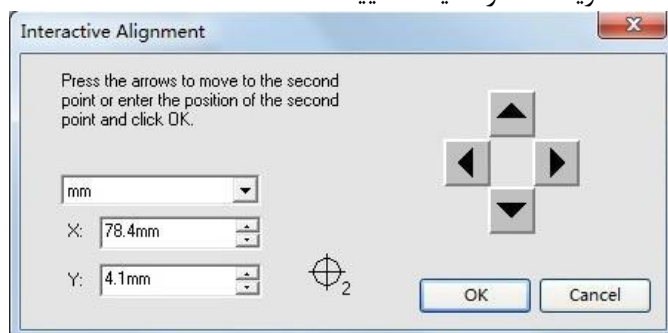 Interactive Alignment
Press the arrows to move to the second
point or enter the position of the second
point and click OK.
mm
X: 78.4mm
Y: 4.1mm
2
OK Cancel